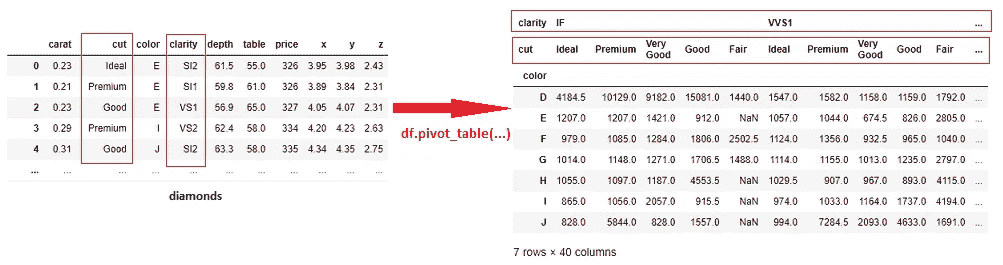 carat cut color clarity depth table price x y z
0 0.23 Ideal E SI2 61.5 55.0 326 3.95 3.98 2.43
1 0.21 Premium E SI1 59.8 61.0 326 3.89 3.84 2.31
2 0.23 Good E VS1 56.9 65.0 327 4.05 4.07 2.31
3 0.29 Premium I VS2 62.4 58.0 334 4.20 4.23 2.63
4 0.31 Good J SI2 63.3 58.0 335 4.34 4.35 2.75
... ... ... ... ... ... ... ... ... ... ...
diamonds
df.pivot_table(...)
clarity IF VVS1 ...
cut Ideal Premium Very Good Good Fair Ideal Premium Very Good Good Fair ...
color
D 4184.5 10129.0 9182.0 15081.0 1440.0 1547.0 1582.0 1158.0 1159.0 1792.0 ...
E 1207.0 1207.0 1421.0 912.0 NaN 1057.0 1044.0 674.5 826.0 2805.0 ...
F 979.0 1085.0 1284.0 1806.0 2502.5 1124.0 1356.0 932.5 965.0 1040.0 ...
G 1014.0 1148.0 1271.0 1706.5 1488.0 1114.0 1155.0 1013.0 1235.0 2797.0 ...
H 1055.0 1097.0 1187.0 4553.5 NaN 1029.5 907.0 967.0 893.0 4115.0 ...
I 865.0 1056.0 2057.0 915.5 NaN 974.0 1033.0 1164.0 1737.0 4194.0 ...
J 828.0 5844.0 828.0 1557.0 NaN 994.0 7284.5 2093.0 4633.0 1691.0 ...
7 rows × 40 columns